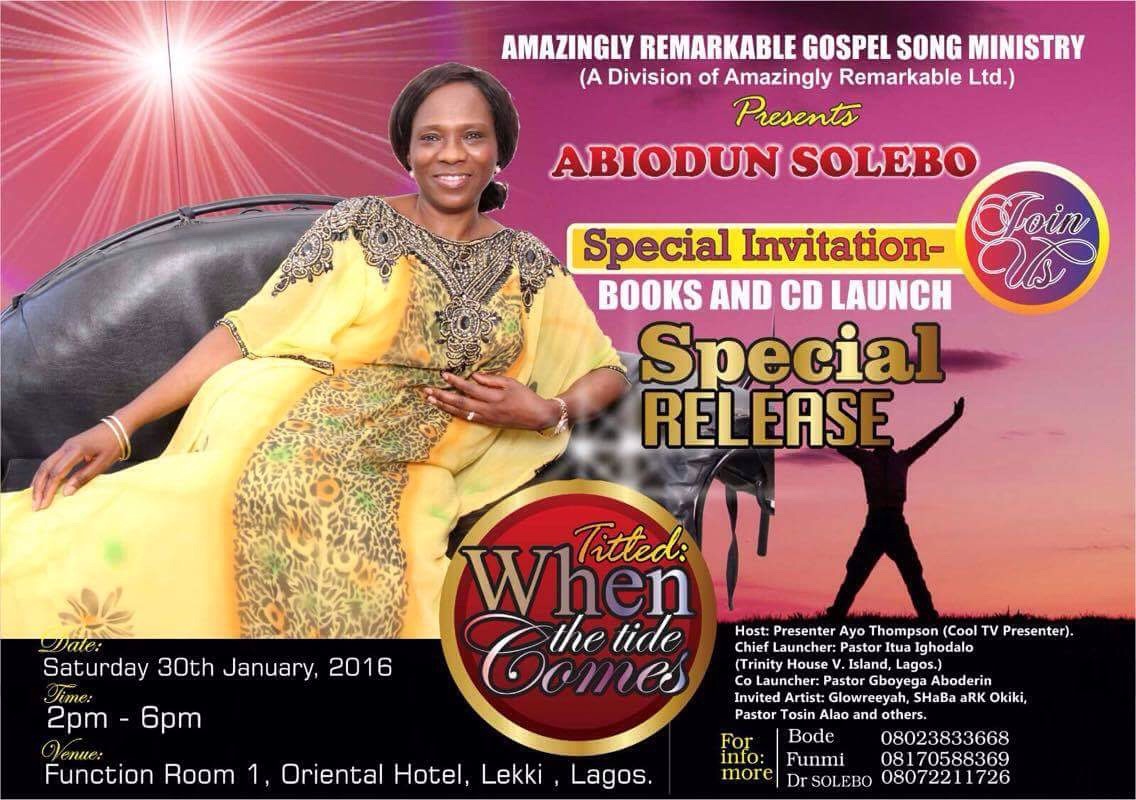 AMAZINGLY REMARKABLE GOSPEL SONG MINISTRY
(A Division of Amazingly Remarkable Ltd.)
Presents
ABIODUN SOLEBO
Special Invitation-
Join
Us
BOOKS AND CD LAUNCH
Special
RELEASE
Titled:
When
the tide
Comes
Date:
Saturday 30th January, 2016
Time:
2pm - 6pm
Venue:
Function Room 1, Oriental Hotel, Lekki , Lagos.
Host: Presenter Ayo Thompson (Cool TV Presenter).
Chief Launcher: Pastor Itua Ighodalo
(Trinity House V. Island, Lagos.)
Co Launcher: Pastor Gboyega Aboderin
Invited Artist: Glowreeyah, SHaBa aRK Okiki,
Pastor Tosin Alao and others.
For
info:
more
Bode 08023833668
Funmi 08170588369
Dr SOLEBO 08072211726